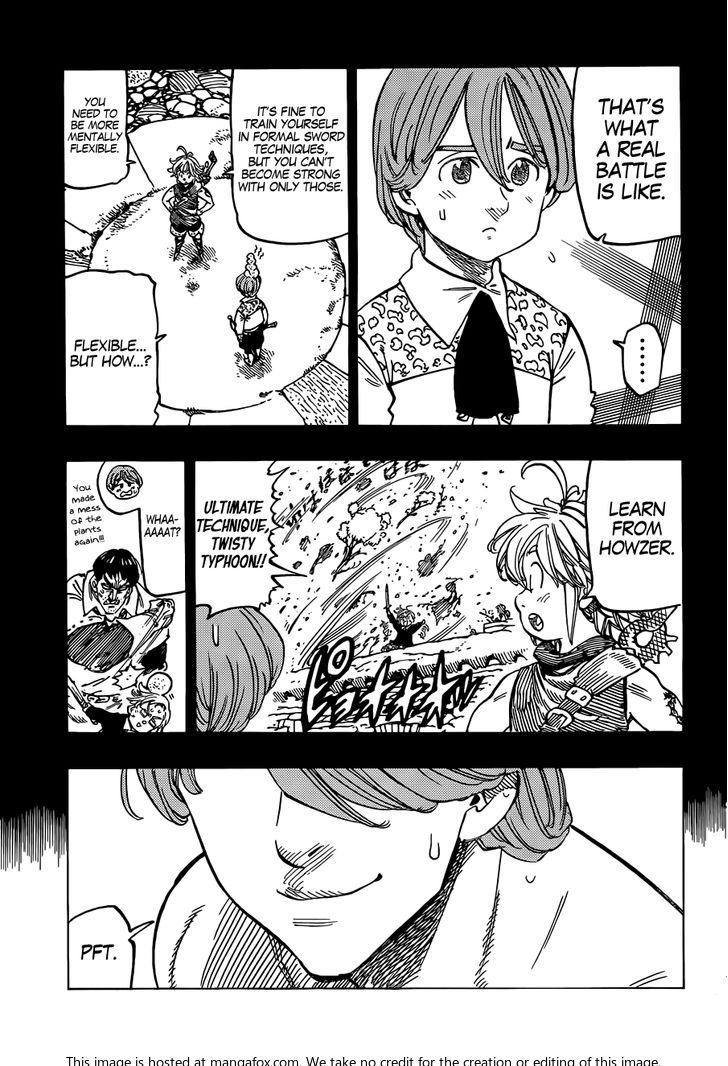 THAT'S
WHAT
A REAL
BATTLE
IS LIKE.
......
IT'S FINE TO
TRAIN YOURSELF
IN FORMAL SWORD
TECHNIQUES,
BUT YOU CAN'T
BECOME STRONG
WITH ONLY THOSE.
YOU
NEED TO
BE MORE
MENTALLY
FLEXIBLE.
FLEXIBLE...
BUT HOW...?
LEARN
FROM
HOWZER.
ULTIMATE
TECHNIQUE,
TWISTY
TYPHOON!!
WHAA-
AAAAT?
You
made
a mess
of the
plants
again!!!
PFT.
This image is hosted at mangafox.com. We take no credit for the creation or editing of this image.